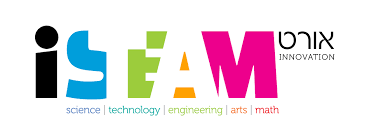 iSTEAM אורט
INNOVATION
science | technology | engineering | arts | math